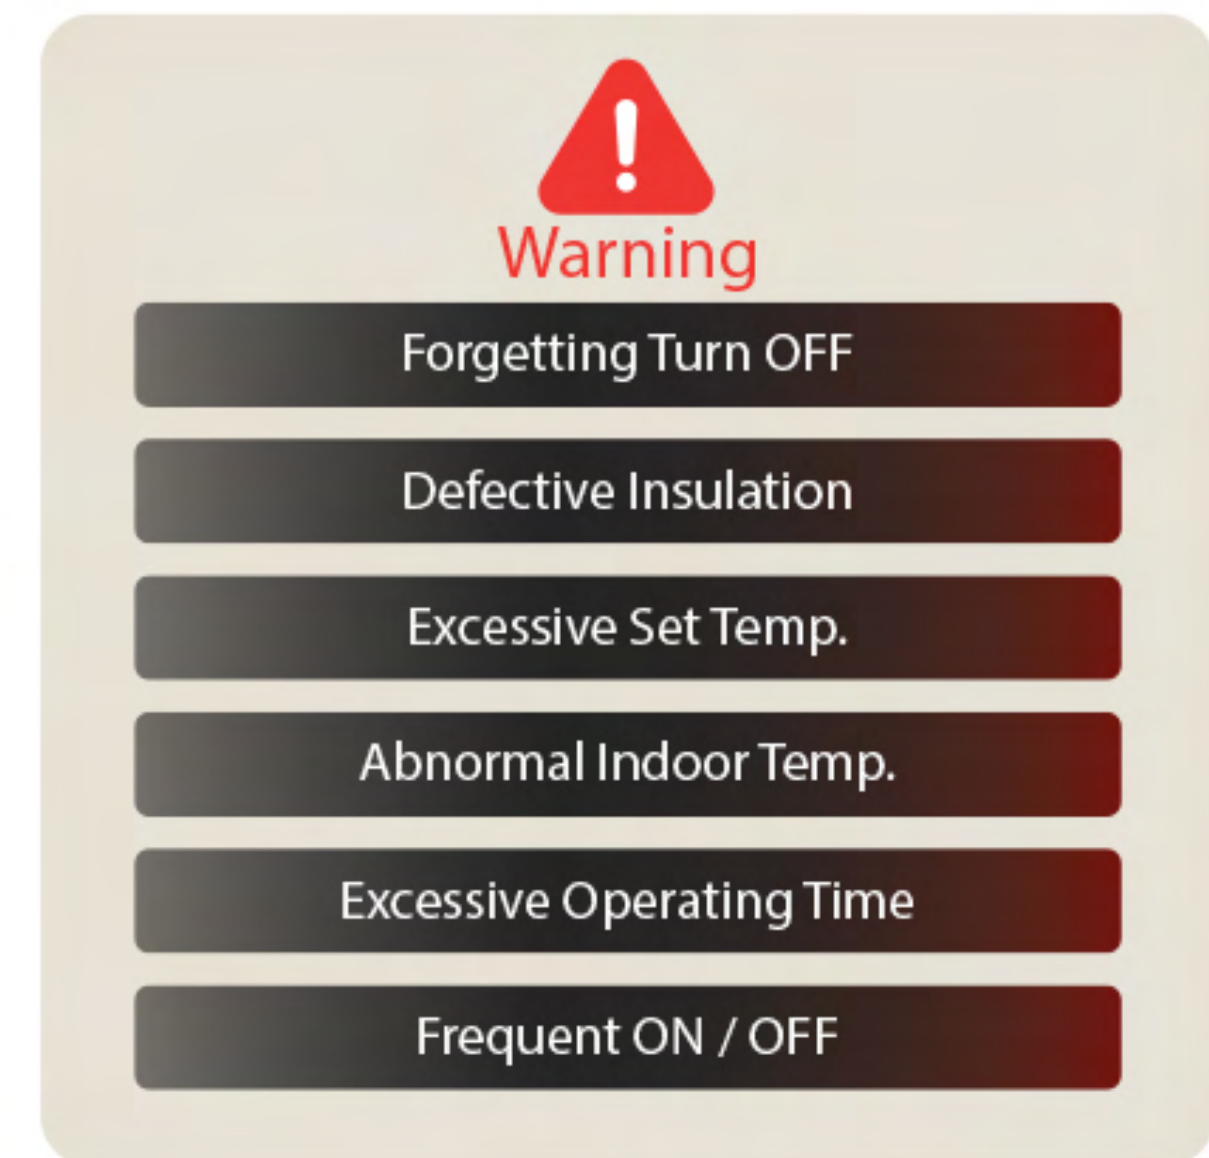 Warning
Forgetting Turn OFF
Defective Insulation
Excessive Set Temp.
Abnormal Indoor Temp.
Excessive Operating Time
Frequent ON / OFF